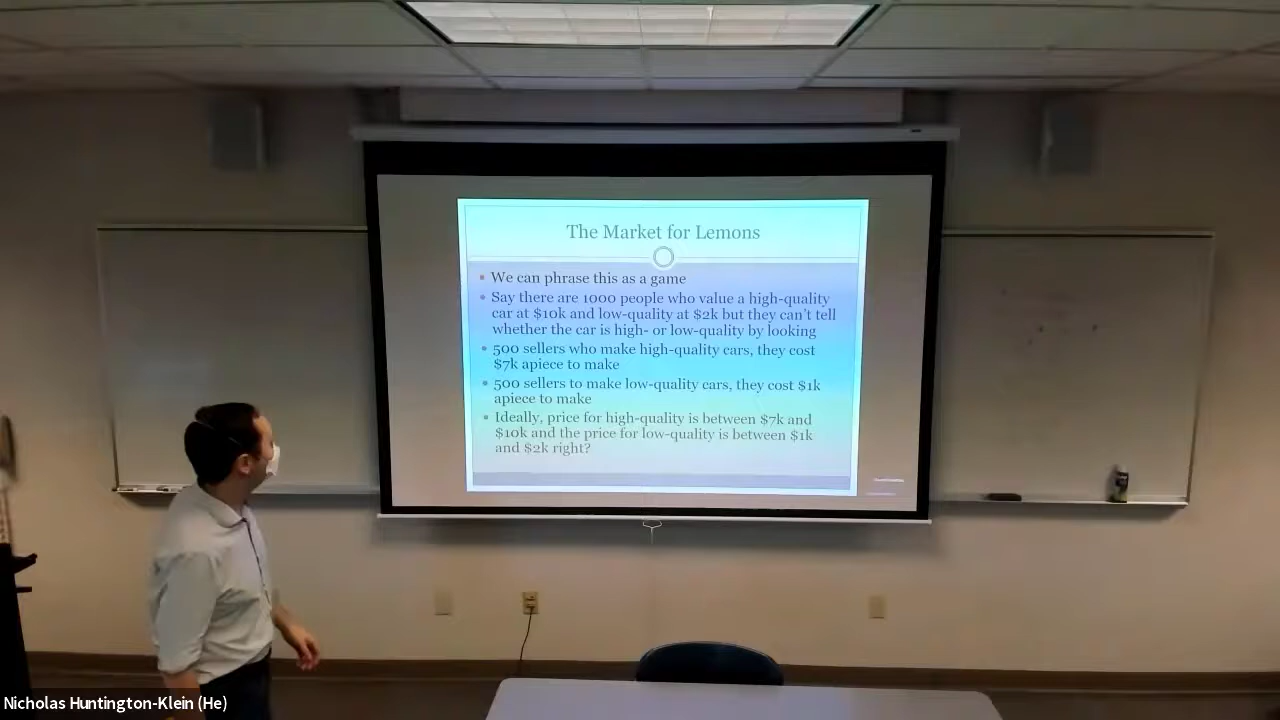 The Market for Lemons
We can phrase this as a game
Say there are 1000 people who value a high-quality
car at $10k and low-quality at $2k but they can't tell
whether the car is high- or low-quality by looking
500 sellers who make high-quality cars, they cost
$7k apiece to make
500 sellers to make low-quality cars, they cost $1k
apiece to make
Ideally, price for high-quality is between $7k and
$10k and the price for low-quality is between $1k
and $2k right?
Nicholas Huntington-Klein (He)